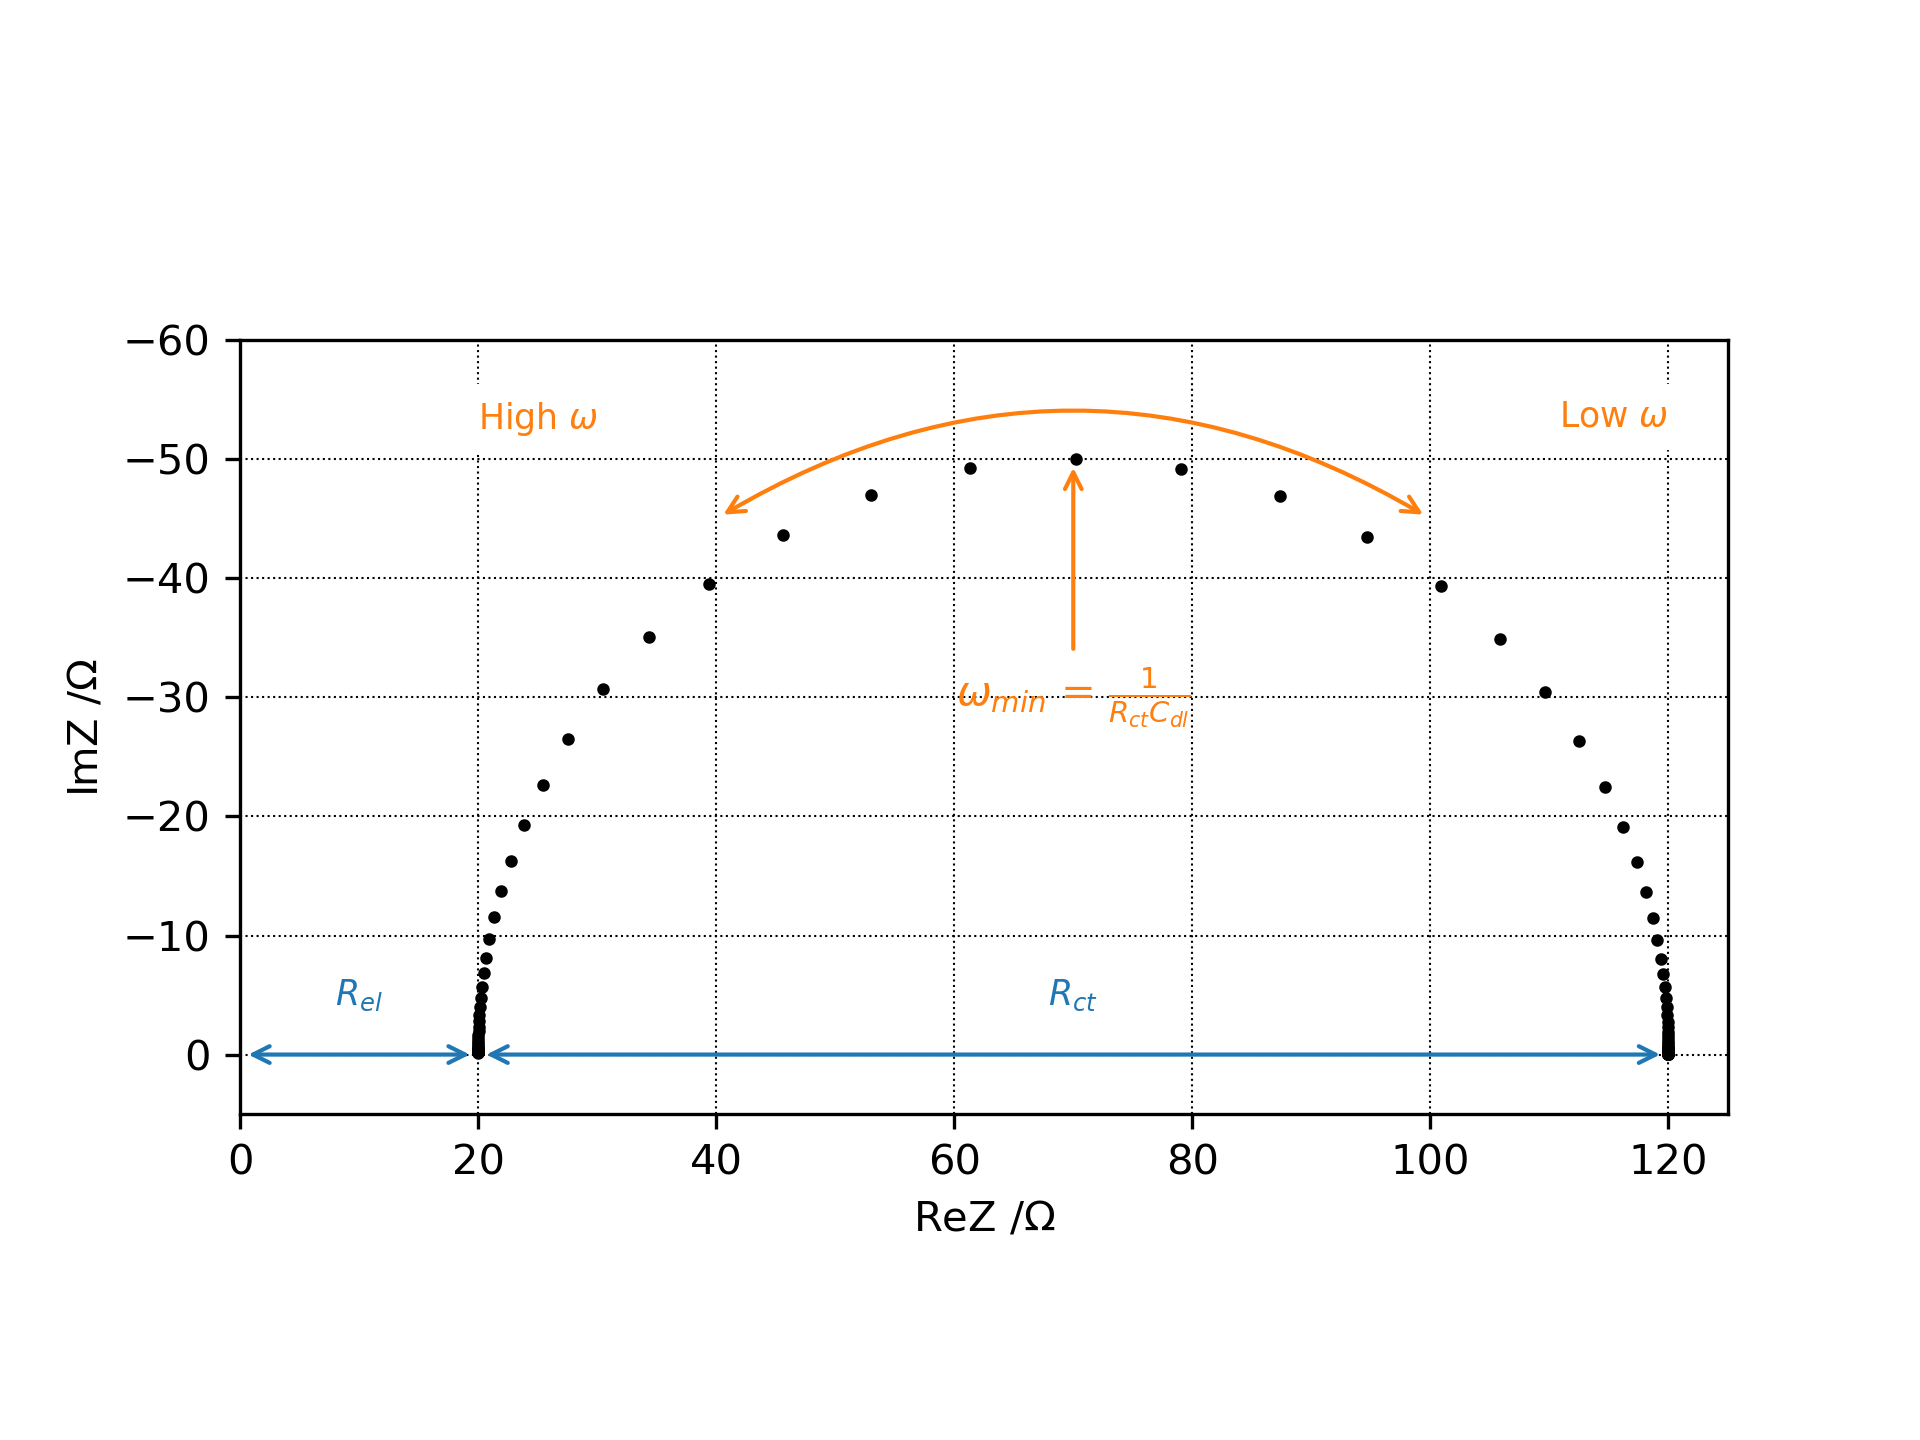 −60
High ω
Low ω
−50
−40
−30
ω_min = 1/(R_ct C_dl)
−20
−10
R_el
R_ct
0
ImZ /Ω
0 20 40 60 80 100 120
ReZ /Ω